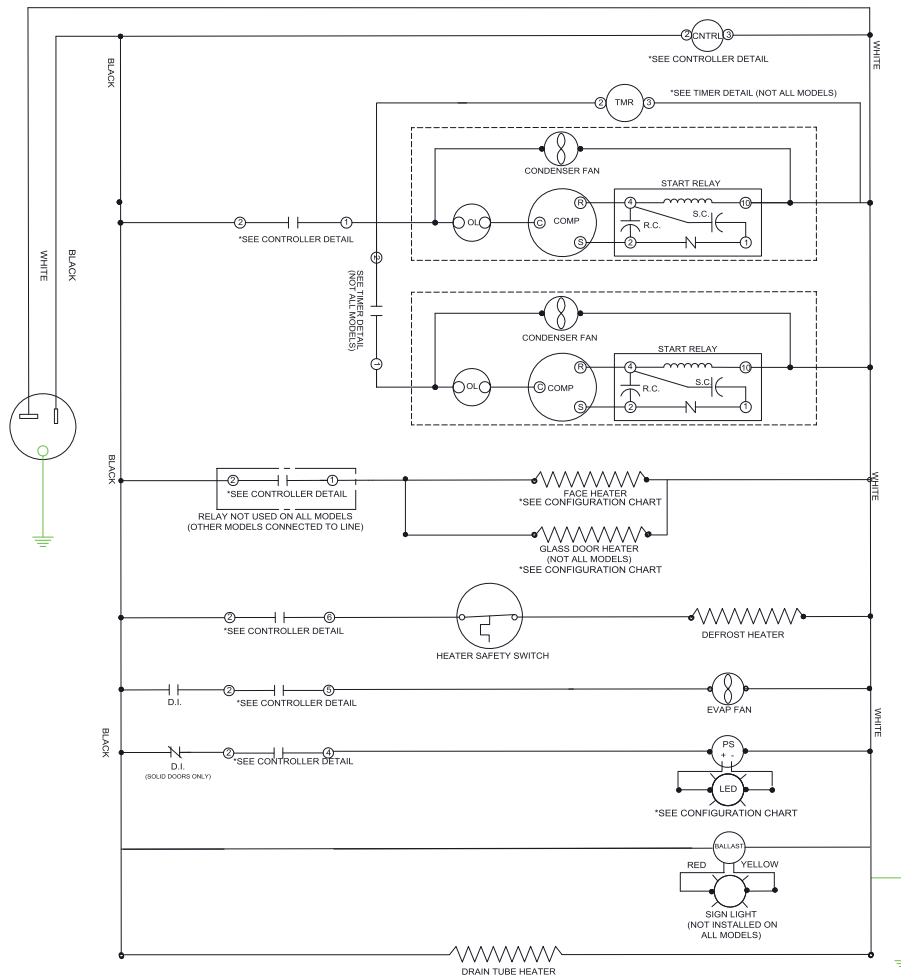 2 CNTRL 3
*SEE CONTROLLER DETAIL
WHITE
BLACK
2 TMR 3
*SEE TIMER DETAIL (NOT ALL MODELS)
CONDENSER FAN
START RELAY
2 1
*SEE CONTROLLER DETAIL
OL
C COMP R S
4 10
R.C. S.C.
2 N 1
WHITE
BLACK
2
SEE TIMER DETAIL
(NOT ALL MODELS)
1
CONDENSER FAN
START RELAY
OL
C COMP R S
4 10
R.C. S.C.
2 N 1
BLACK
2 1
*SEE CONTROLLER DETAIL
RELAY NOT USED ON ALL MODELS
(OTHER MODELS CONNECTED TO LINE)
FACE HEATER
*SEE CONFIGURATION CHART
WHITE
GLASS DOOR HEATER
(NOT ALL MODELS)
*SEE CONFIGURATION CHART
2 6
*SEE CONTROLLER DETAIL
HEATER SAFETY SWITCH
DEFROST HEATER
D.I.
2 5
*SEE CONTROLLER DETAIL
EVAP FAN
BLACK
WHITE
D.I.
(SOLID DOORS ONLY)
2 4
*SEE CONTROLLER DETAIL
PS
+ -
LED
*SEE CONFIGURATION CHART
BALLAST
RED YELLOW
SIGN LIGHT
(NOT INSTALLED ON
ALL MODELS)
DRAIN TUBE HEATER